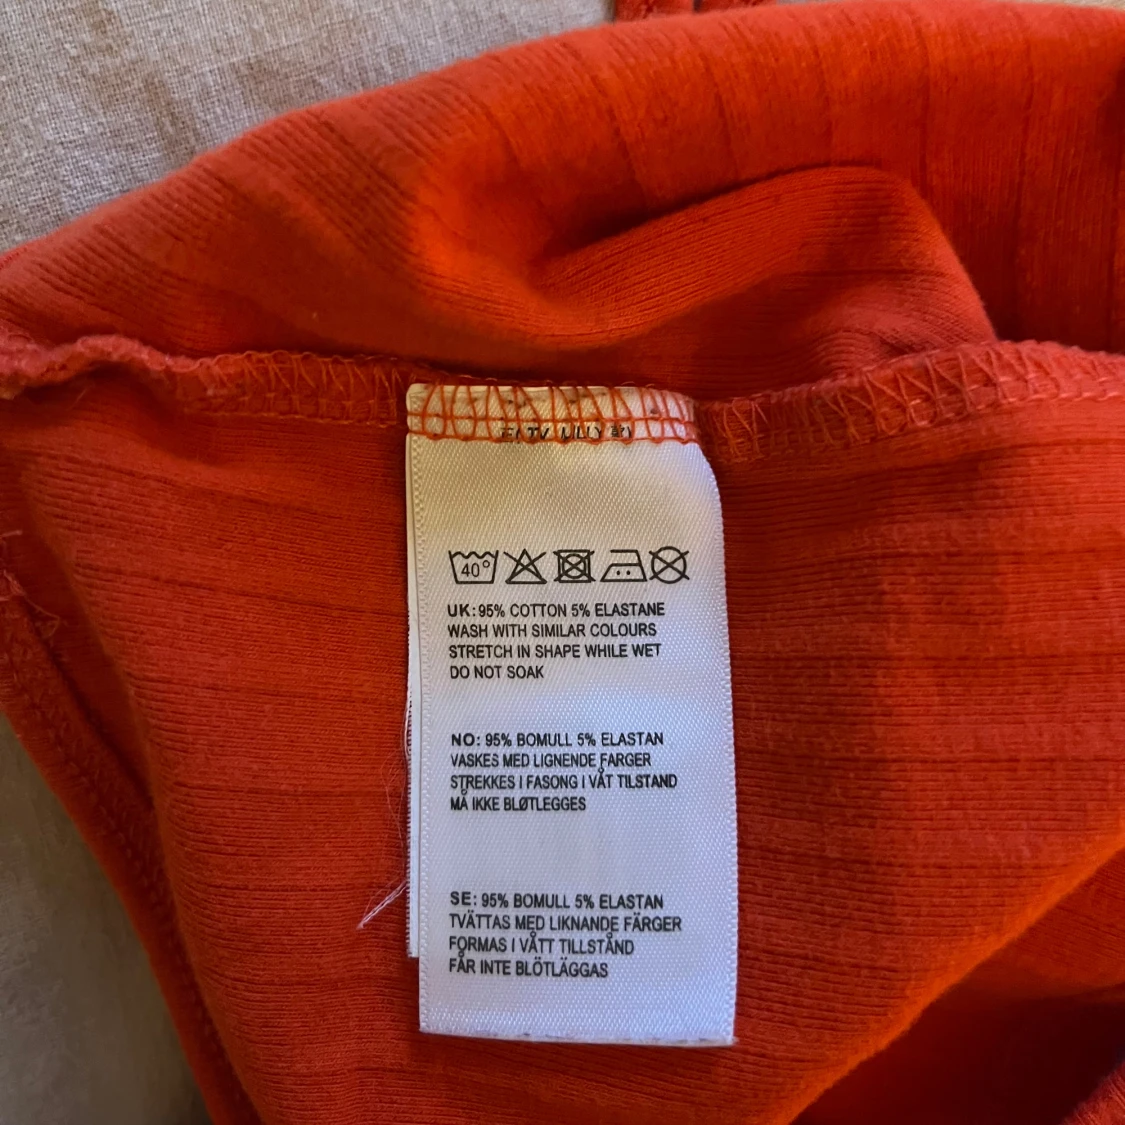 40°
UK: 95% COTTON 5% ELASTANE
WASH WITH SIMILAR COLOURS
STRETCH IN SHAPE WHILE WET
DO NOT SOAK
NO: 95% BOMULL 5% ELASTAN
VASKES MED LIGNENDE FARGER
STREKKES I FASONG I VÅT TILSTAND
MÅ IKKE BLØTLEGGES
SE: 95% BOMULL 5% ELASTAN
TVÄTTAS MED LIKNANDE FÄRGER
FORMAS I VÅTT TILLSTÅND
FÅR INTE BLÖTLÄGGAS